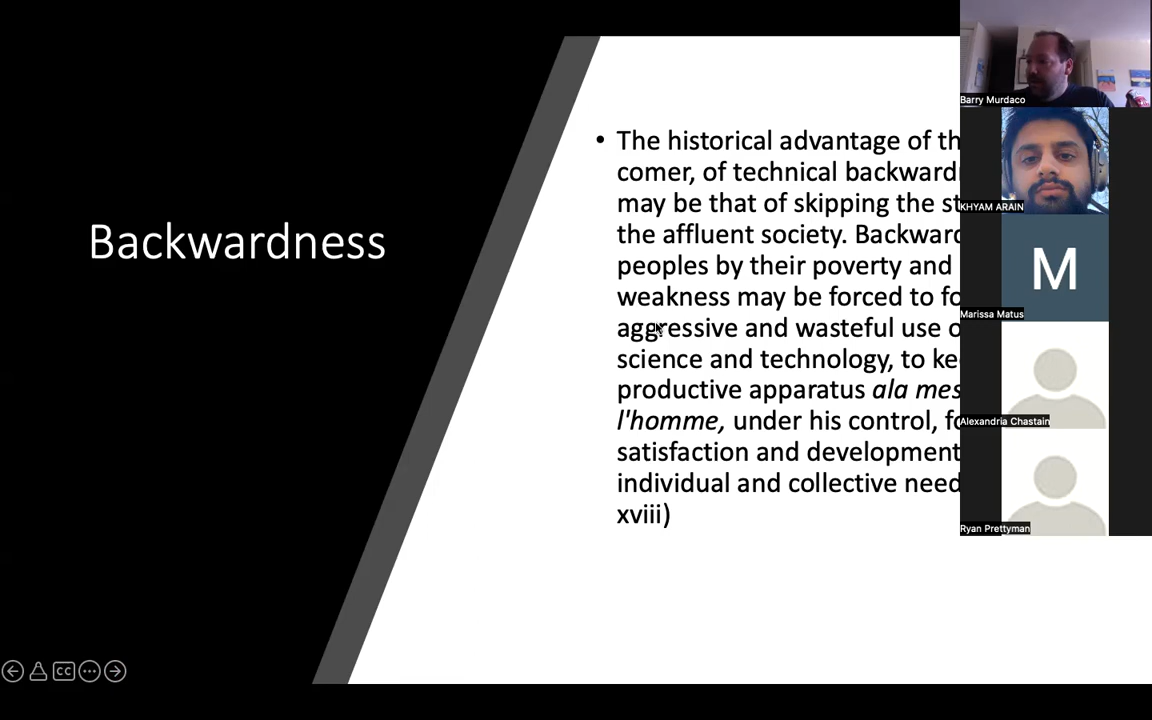 Backwardness
• The historical advantage of th
comer, of technical backward
may be that of skipping the st
the affluent society. Backward
peoples by their poverty and
weakness may be forced to fo
aggressive and wasteful use o
science and technology, to ke
productive apparatus ala mes
l'homme, under his control, fo
satisfaction and development
individual and collective need
xviii)
Barry Murdaco
KHYAM ARAIN
M
Marissa Matus
Alexandria Chastain
Ryan Prettyman
CC